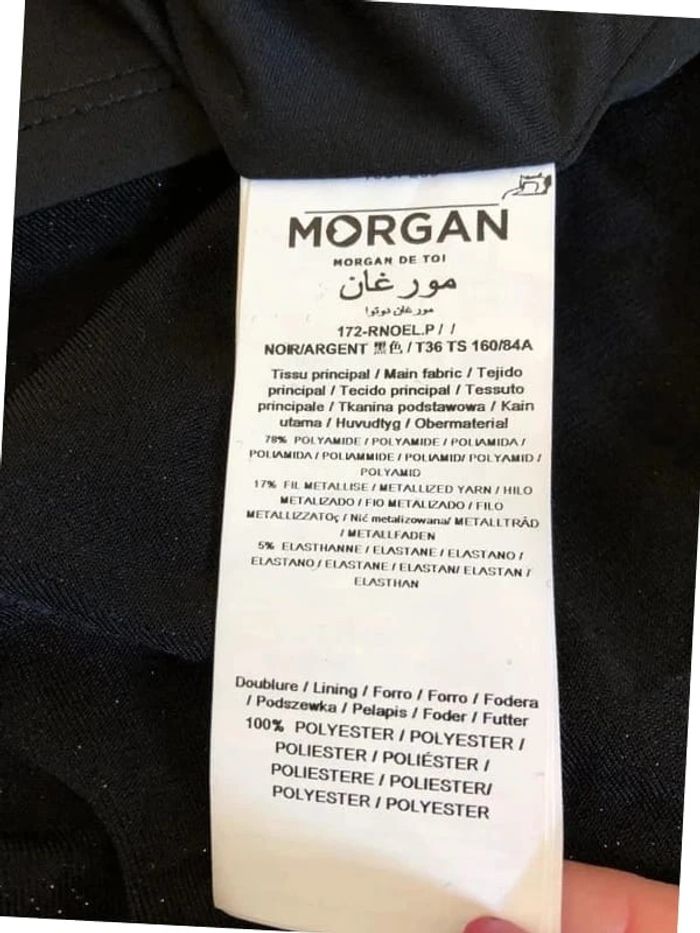 MORGAN
MORGAN DE TOI
مورغان
مورغان دوتوا
172-RNOEL.P / /
NOIR/ARGENT 黑色 / T36 TS 160/84A
Tissu principal / Main fabric / Tejido
principal / Tecido principal / Tessuto
principale / Tkanina podstawowa / Kain
utama / Huvudtyg / Obermaterial
78% POLYAMIDE / POLYAMIDE / POLIAMIDA /
POLIAMIDA / POLIAMMIDE / POLIAMID/ POLYAMID /
POLYAMID
17% FIL METALLISE / METALLIZED YARN / HILO
METALIZADO / FIO METALIZADO / FILO
METALLIZZATOç / Nić metalizowana/ METALLTRÅD
/ METALLFADEN
5% ELASTHANNE / ELASTANE / ELASTANO /
ELASTANO / ELASTANE / ELASTAN/ ELASTAN /
ELASTHAN
Doublure / Lining / Forro / Forro / Fodera
/ Podszewka / Pelapis / Foder / Futter
100% POLYESTER / POLYESTER /
POLIESTER / POLIÉSTER /
POLIESTERE / POLIESTER/
POLYESTER / POLYESTER